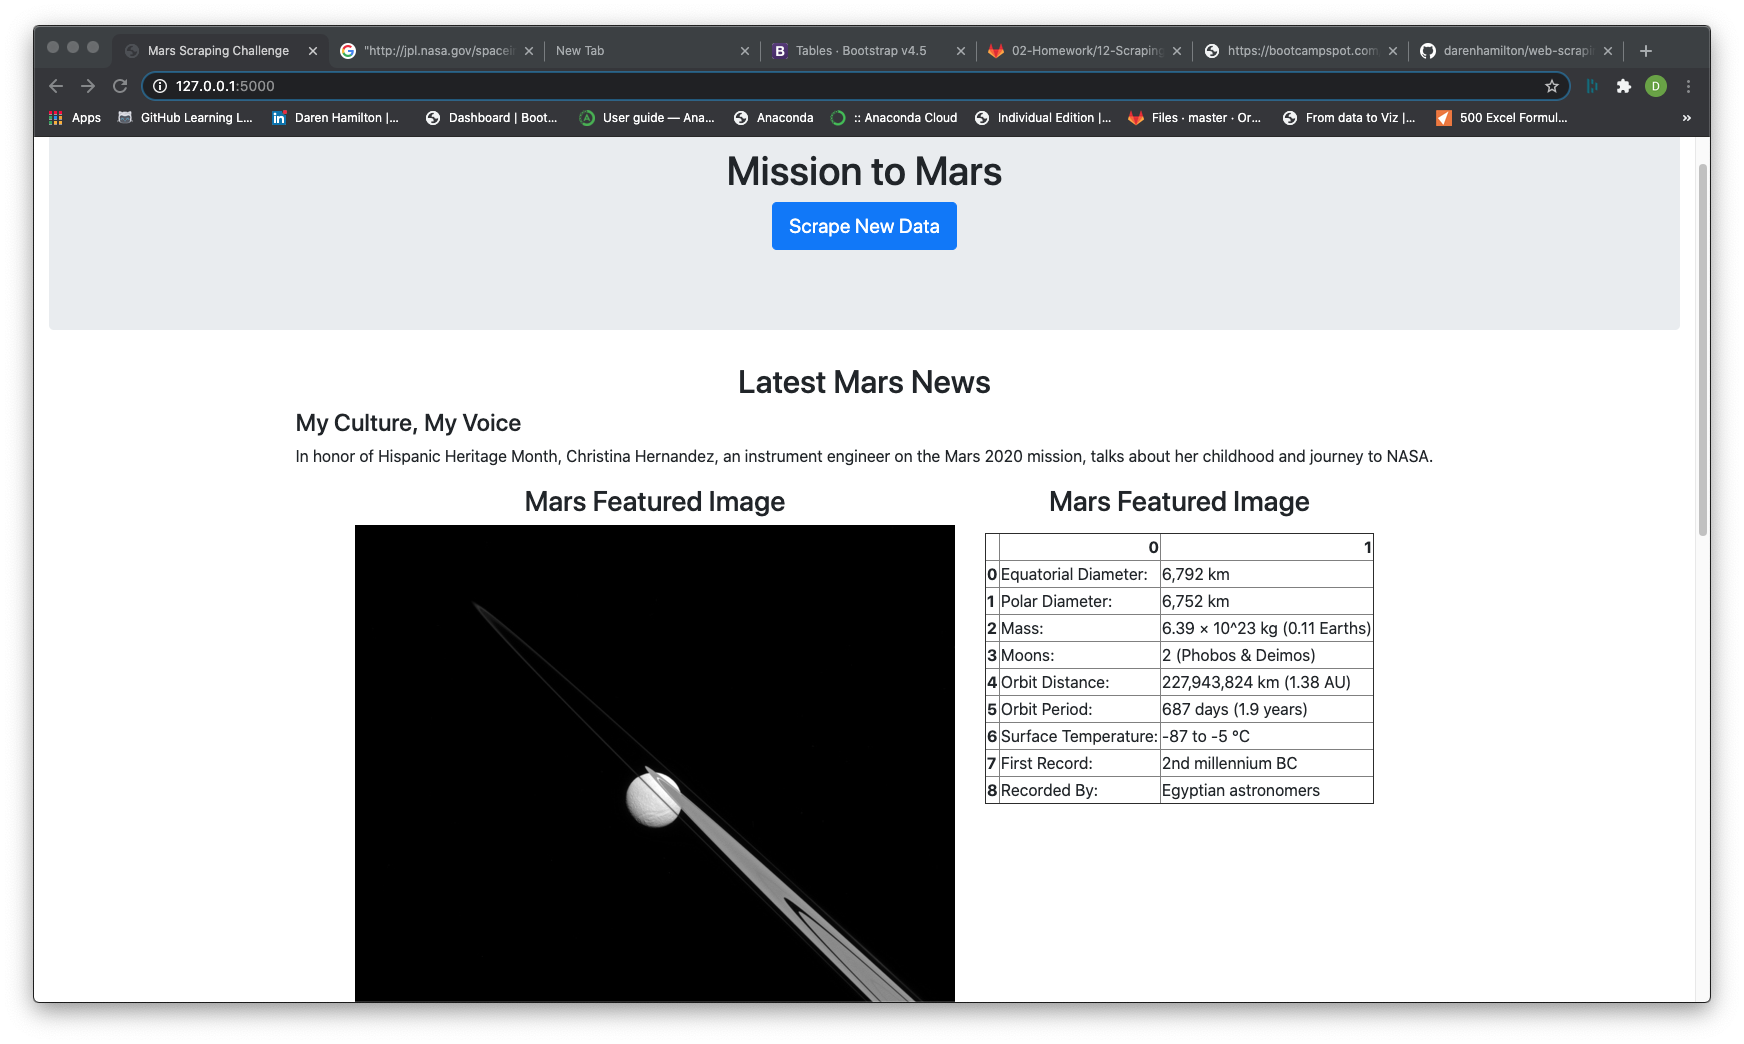 Mars Scraping Challenge
"http://jpl.nasa.gov/spacei
New Tab
B Tables · Bootstrap v4.5
02-Homework/12-Scraping
https://bootcampspot.com
darenhamilton/web-scrapi
127.0.0.1:5000
D
Apps
GitHub Learning L...
in Daren Hamilton |...
Dashboard | Boot...
User guide — Ana...
Anaconda
:: Anaconda Cloud
Individual Edition |...
Files · master · Or...
From data to Viz |...
500 Excel Formul...
»
Mission to Mars
Scrape New Data
Latest Mars News
My Culture, My Voice
In honor of Hispanic Heritage Month, Christina Hernandez, an instrument engineer on the Mars 2020 mission, talks about her childhood and journey to NASA.
Mars Featured Image
Mars Featured Image
0 1
0 Equatorial Diameter: 6,792 km
1 Polar Diameter: 6,752 km
2 Mass: 6.39 × 10^23 kg (0.11 Earths)
3 Moons: 2 (Phobos & Deimos)
4 Orbit Distance: 227,943,824 km (1.38 AU)
5 Orbit Period: 687 days (1.9 years)
6 Surface Temperature: -87 to -5 °C
7 First Record: 2nd millennium BC
8 Recorded By: Egyptian astronomers